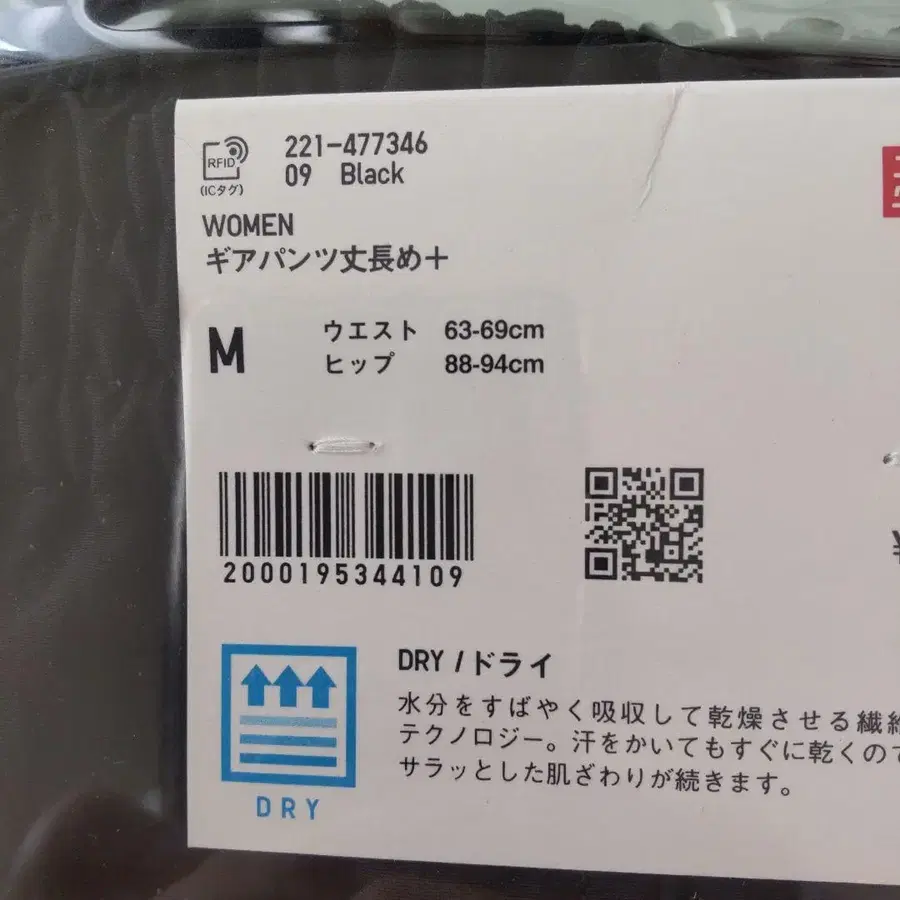 RFID
(ICタグ)
221-477346
09 Black
WOMEN
ギアパンツ丈長め+
M
ウエスト 63-69cm
ヒップ 88-94cm
2000195344109
DRY
DRY / ドライ
水分をすばやく吸収して乾燥させる繊維
テクノロジー。汗をかいてもすぐに乾くので
サラッとした肌ざわりが続きます。
¥